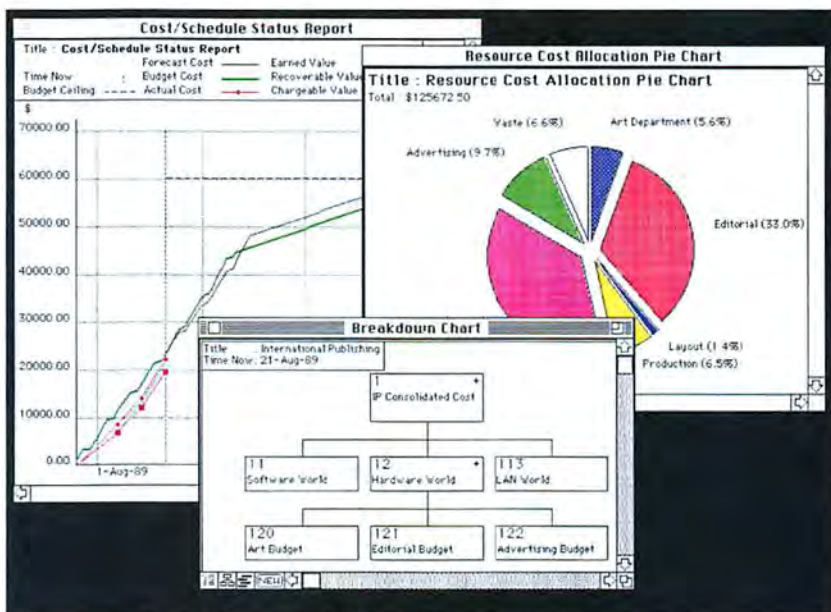 Cost/Schedule Status Report
Title : Cost/Schedule Status Report
Forecast Cost Earned Value
Time Now Budget Cost Recoverable Value
Budget Ceiling Actual Cost Chargeable Value
$
70000.00
60000.00
50000.00
40000.00
30000.00
20000.00
10000.00
0.00
1-Aug-89
Resource Cost Allocation Pie Chart
Title : Resource Cost Allocation Pie Chart
Total : $125672.50
Vaste (6.6%)
Art Department (5.6%)
Advertizing (9.7%)
Editorial (33.0%)
Layout (1.4%)
Production (6.5%)
Breakdown Chart
Title : International Publishing
Time Now: 21-Aug-89
1 +
IP Consolidated Cost
11
Software World
12 +
Hardware World
113
LAN World
120
Art Budget
121
Editorial Budget
122
Advertizing Budget
NEW